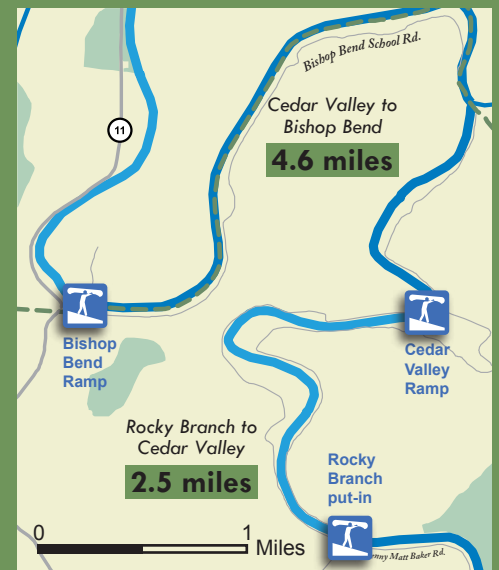 Bishop Bend School Rd.
11
Cedar Valley to
Bishop Bend
4.6 miles
Bishop
Bend
Ramp
Cedar
Valley
Ramp
Rocky Branch to
Cedar Valley
2.5 miles
Rocky
Branch
put-in
0
1
Miles
Matt Baker Rd.